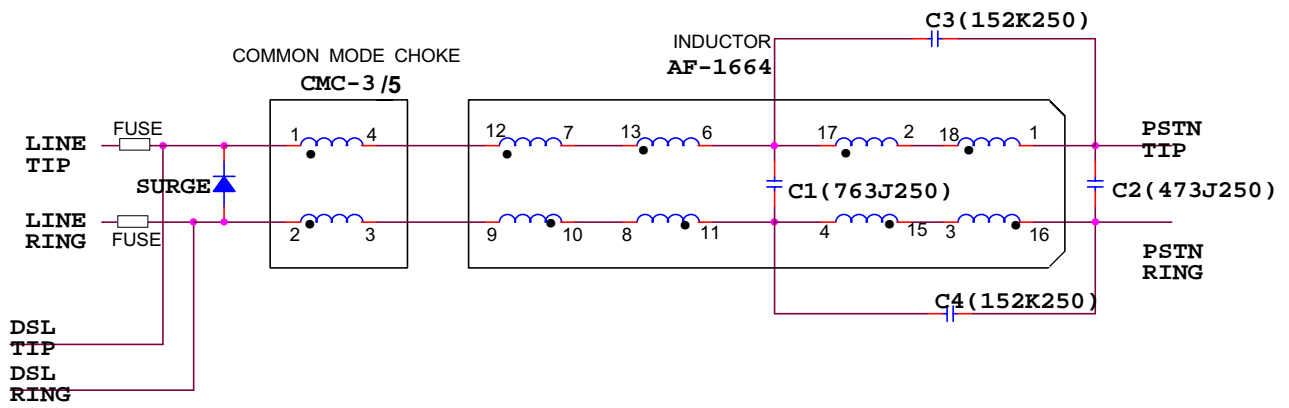 C3(152K250)
COMMON MODE CHOKE
CMC-3/5
INDUCTOR
AF-1664
LINE
TIP
FUSE
1 4
12 7 13 6
17 2 18 1
PSTN
TIP
SURGE
C1(763J250)
C2(473J250)
LINE
RING
FUSE
2 3
9 10 8 11
4 15 3 16
PSTN
RING
C4(152K250)
DSL
TIP
DSL
RING